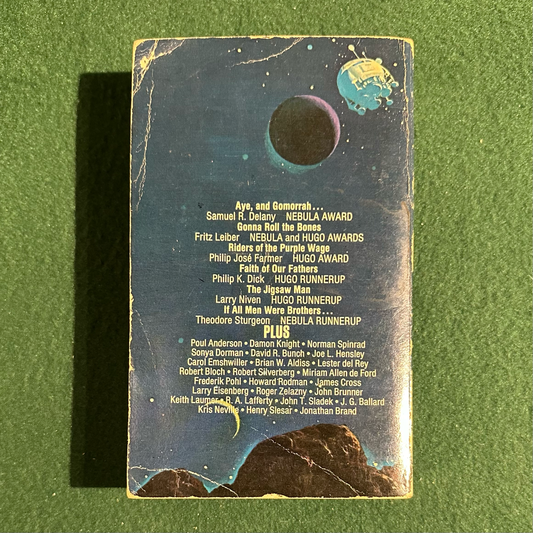 Aye, and Gomorrah...
Samuel R. Delany NEBULA AWARD
Gonna Roll the Bones
Fritz Leiber NEBULA and HUGO AWARDS
Riders of the Purple Wage
Philip José Farmer HUGO AWARD
Faith of Our Fathers
Philip K. Dick HUGO RUNNERUP
The Jigsaw Man
Larry Niven HUGO RUNNERUP
If All Men Were Brothers...
Theodore Sturgeon NEBULA RUNNERUP
PLUS
Poul Anderson • Damon Knight • Norman Spinrad
Sonya Dorman • David R. Bunch • Joe L. Hensley
Carol Emshwiller • Brian W. Aldiss • Lester del Rey
Robert Bloch • Robert Silverberg • Miriam Allen de Ford
Frederik Pohl • Howard Rodman • James Cross
Larry Eisenberg • Roger Zelazny • John Brunner
Keith Laumer • R. A. Lafferty • John T. Sladek • J. G. Ballard
Kris Neville • Henry Slesar • Jonathan Brand